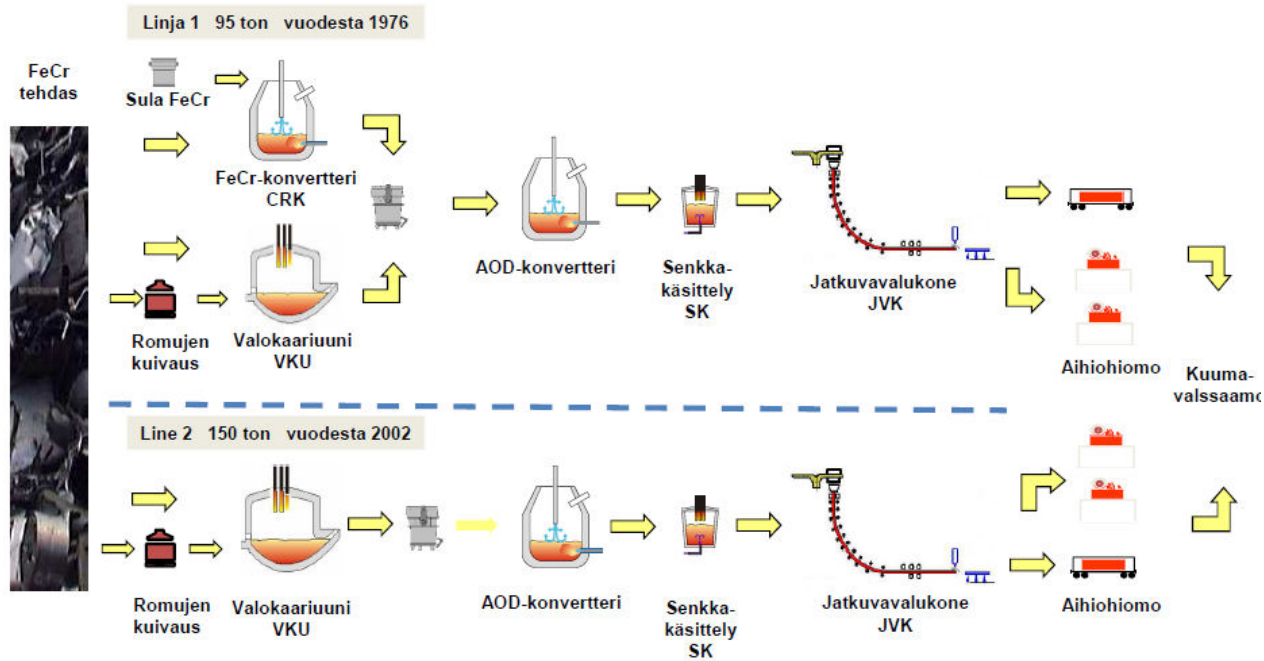 Linja 1 95 ton vuodesta 1976
FeCr
tehdas
Sula FeCr
FeCr-konvertteri
CRK
AOD-konvertteri
Senkka-
käsittely
SK
Jatkuvavalukone
JVK
Romujen
kuivaus
Valokaariuuni
VKU
Aihiohiomo
Kuuma-
valssaamo
Line 2 150 ton vuodesta 2002
Romujen
kuivaus
Valokaariuuni
VKU
AOD-konvertteri
Senkka-
käsittely
SK
Jatkuvavalukone
JVK
Aihiohiomo